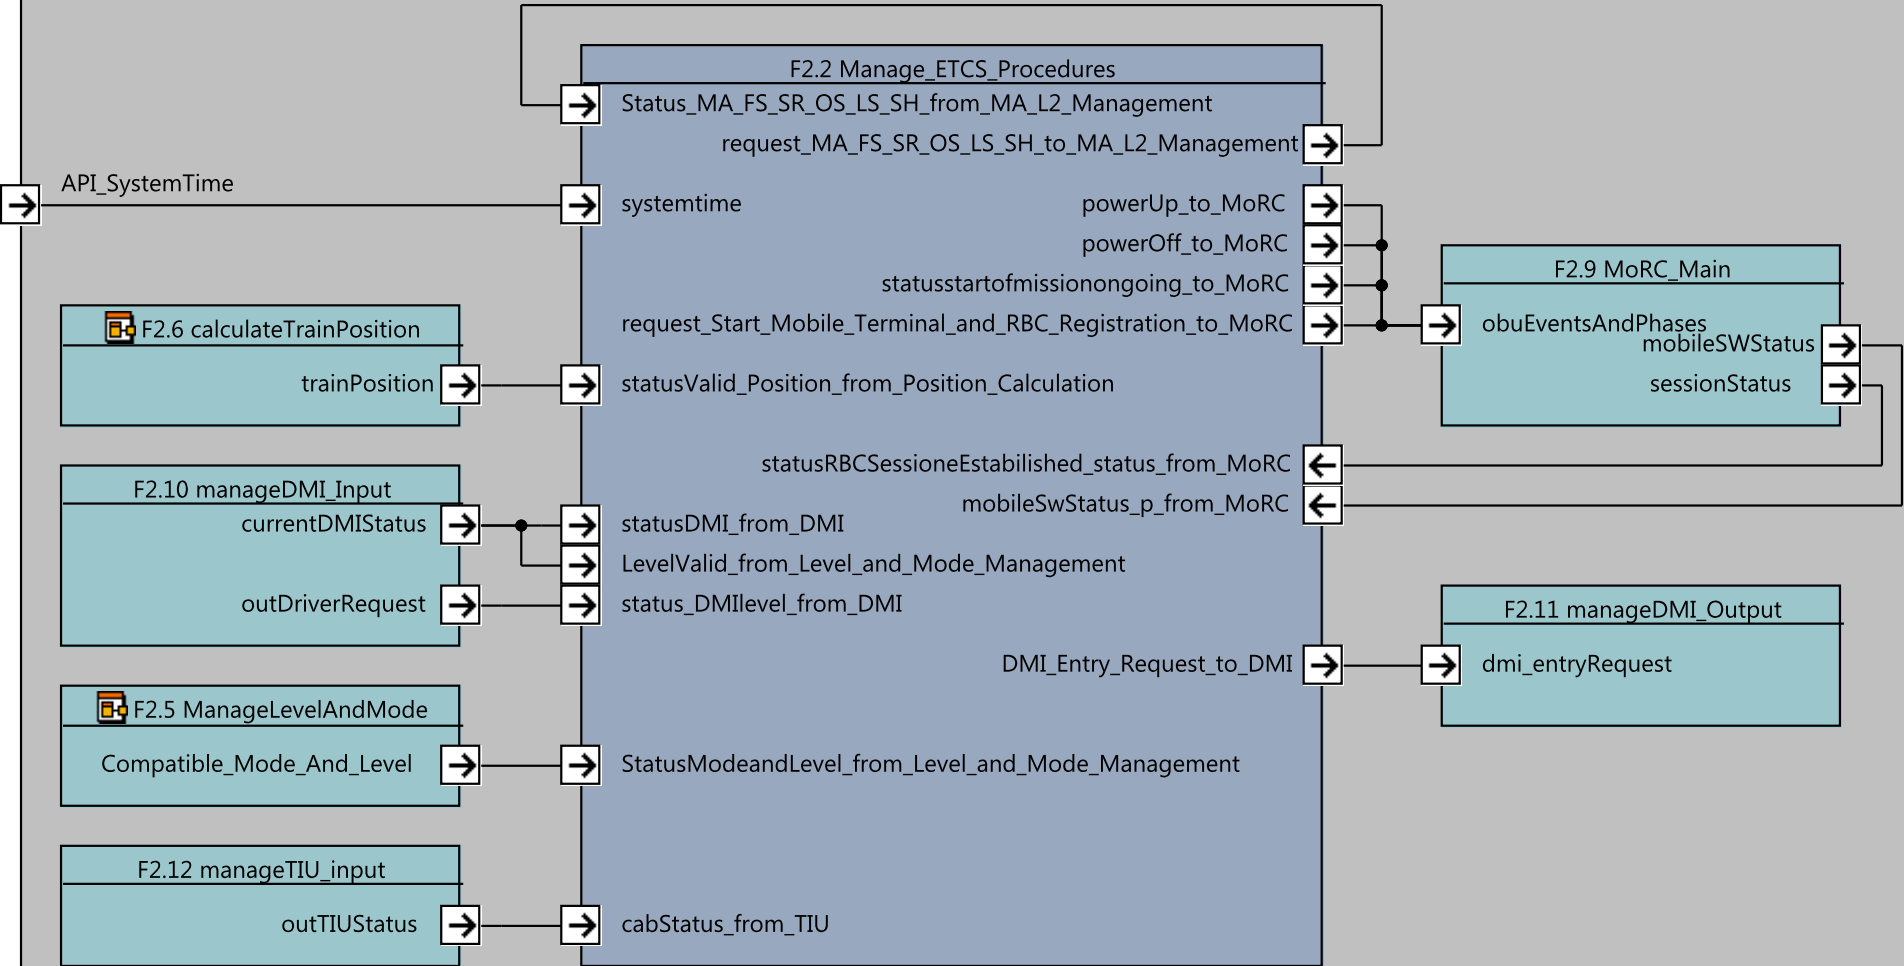 F2.2 Manage_ETCS_Procedures
Status_MA_FS_SR_OS_LS_SH_from_MA_L2_Management
request_MA_FS_SR_OS_LS_SH_to_MA_L2_Management
API_SystemTime
systemtime
powerUp_to_MoRC
powerOff_to_MoRC
statusstartofmissionongoing_to_MoRC
request_Start_Mobile_Terminal_and_RBC_Registration_to_MoRC
F2.9 MoRC_Main
obuEventsAndPhases
mobileSWStatus
sessionStatus
F2.6 calculateTrainPosition
trainPosition
statusValid_Position_from_Position_Calculation
statusRBCSessioneEstabilished_status_from_MoRC
mobileSwStatus_p_from_MoRC
F2.10 manageDMI_Input
currentDMIStatus
outDriverRequest
statusDMI_from_DMI
LevelValid_from_Level_and_Mode_Management
status_DMIlevel_from_DMI
DMI_Entry_Request_to_DMI
F2.11 manageDMI_Output
dmi_entryRequest
F2.5 ManageLevelAndMode
Compatible_Mode_And_Level
StatusModeandLevel_from_Level_and_Mode_Management
F2.12 manageTIU_input
outTIUStatus
cabStatus_from_TIU